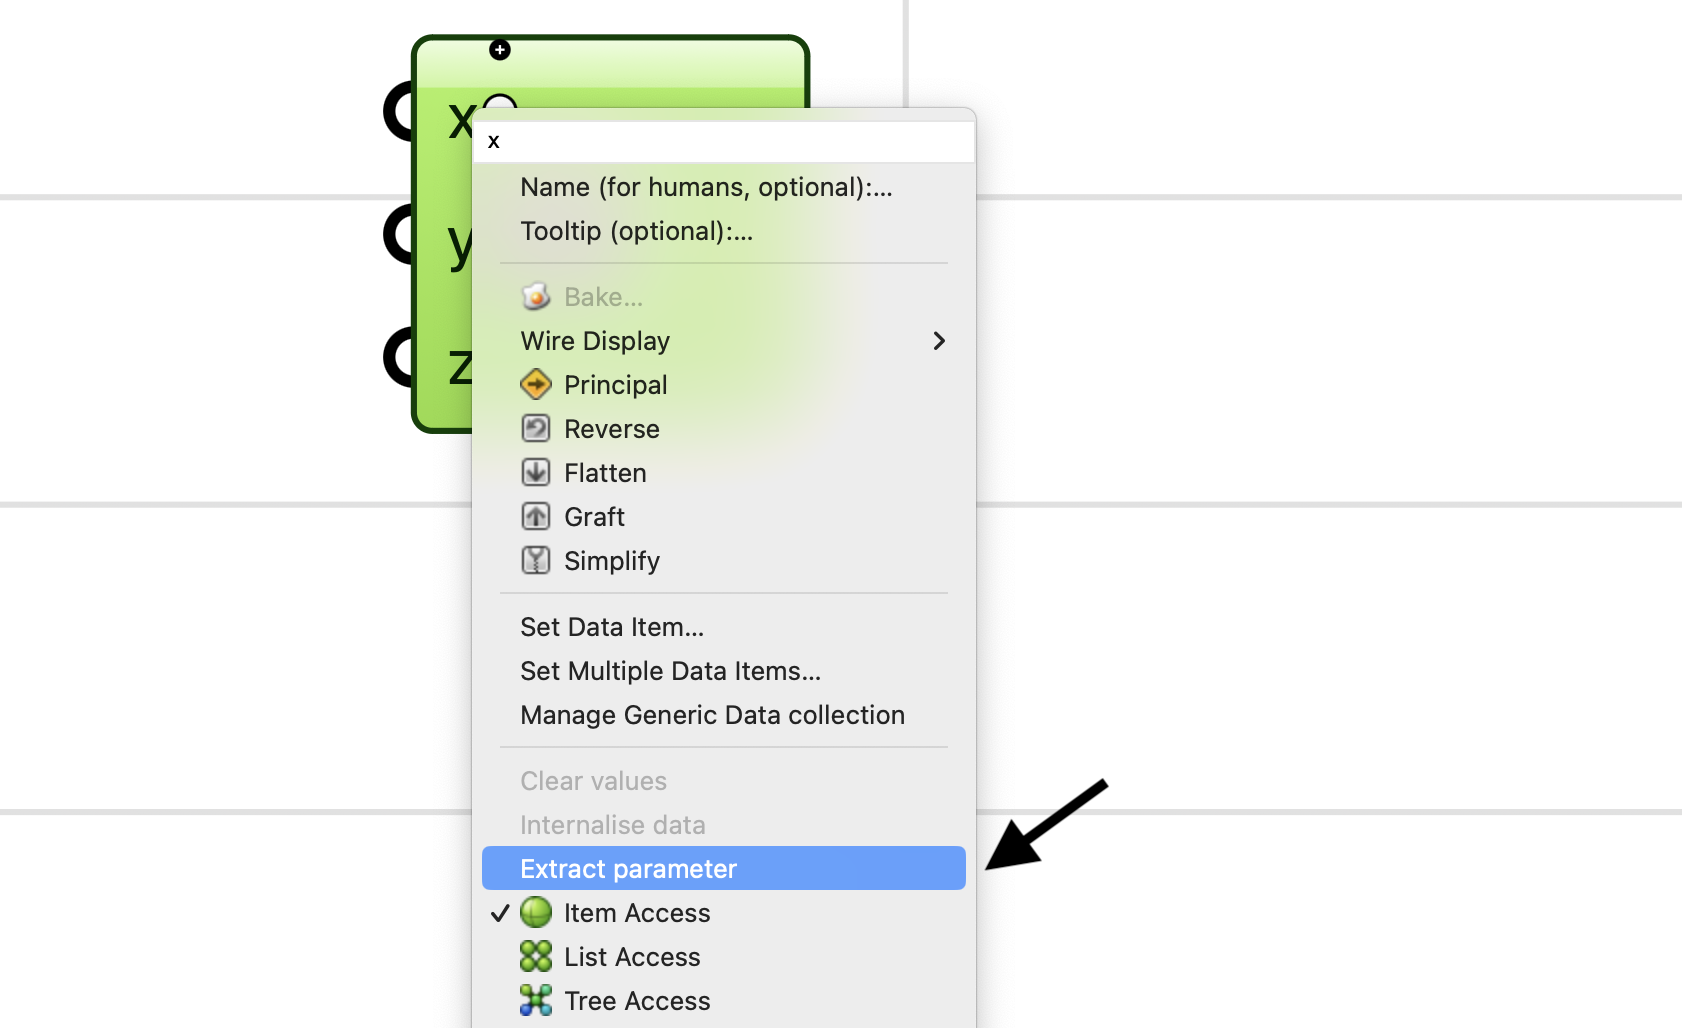 x
x
Name (for humans, optional):...
y
Tooltip (optional):...
Bake...
Wire Display
z
Principal
Reverse
Flatten
Graft
Simplify
Set Data Item...
Set Multiple Data Items...
Manage Generic Data collection
Clear values
Internalise data
Extract parameter
Item Access
List Access
Tree Access